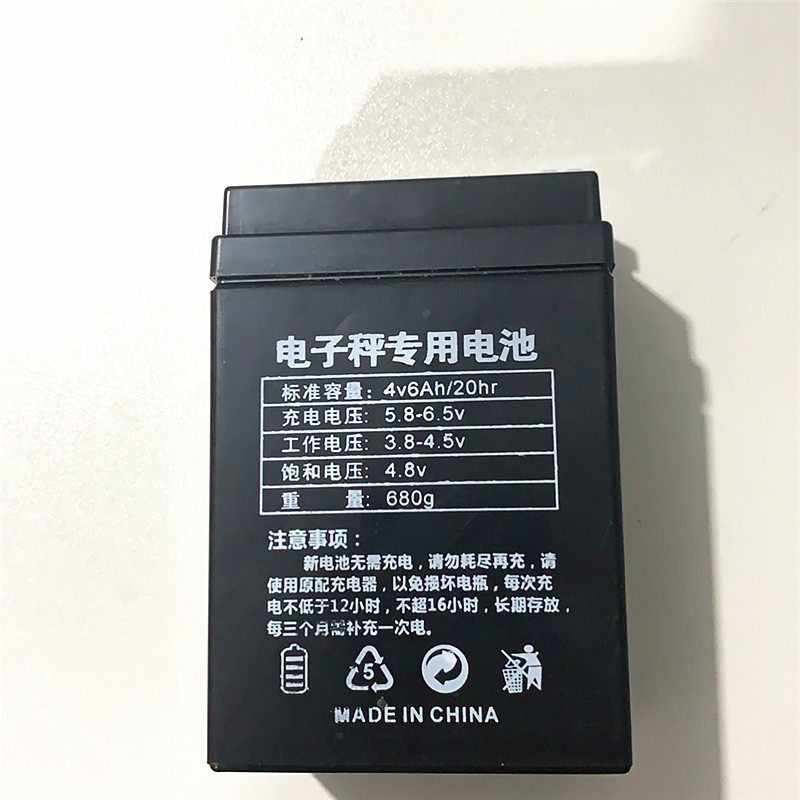 电子秤专用电池
标准容量：4v6Ah/20hr
充电电压：5.8-6.5v
工作电压：3.8-4.5v
饱和电压：4.8v
重 量：680g
注意事项：
新电池无需充电，请勿耗尽再充，请
使用原配充电器，以免损坏电瓶，每次充
电不低于12小时，不超16小时，长期存放，
每三个月需补充一次电。
5
MADE IN CHINA